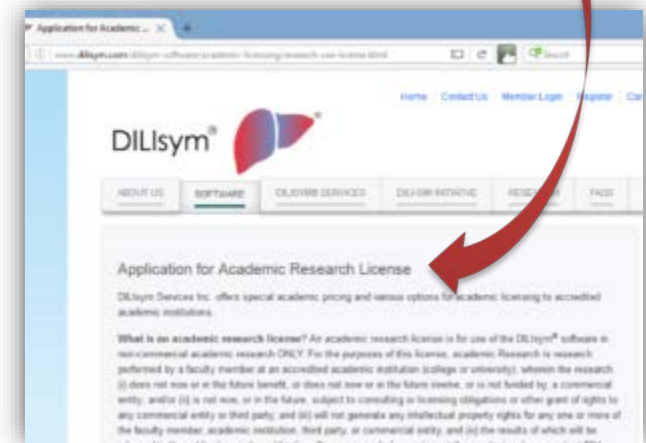 Application for Academic ...
Search
Home Contact Us Member Login Register
DILIsym®
ABOUT US SOFTWARE DILISYM® SERVICES DILI-SIM INITIATIVE RESEARCH FAQS
Application for Academic Research License
DILIsym Services Inc. offers special academic pricing and various options for academic licensing to accredited
academic institutions.
What is an academic research license? An academic research license is for use of the DILIsym® software in
non-commercial academic research ONLY. For the purposes of this license, academic Research is research
performed by a faculty member at an accredited academic institution (college or university), wherein the research
(i) does not now or in the future benefit, or does not now or in the future receive, or is not funded by, a commercial
entity; and/or (ii) is not now, or in the future, subject to consulting or licensing obligations or other grant of rights to
any commercial entity or third party; and (iii) will not generate any intellectual property rights for any one or more of
the faculty member, academic institution, third party, or commercial entity; and (iv) the results of which will be